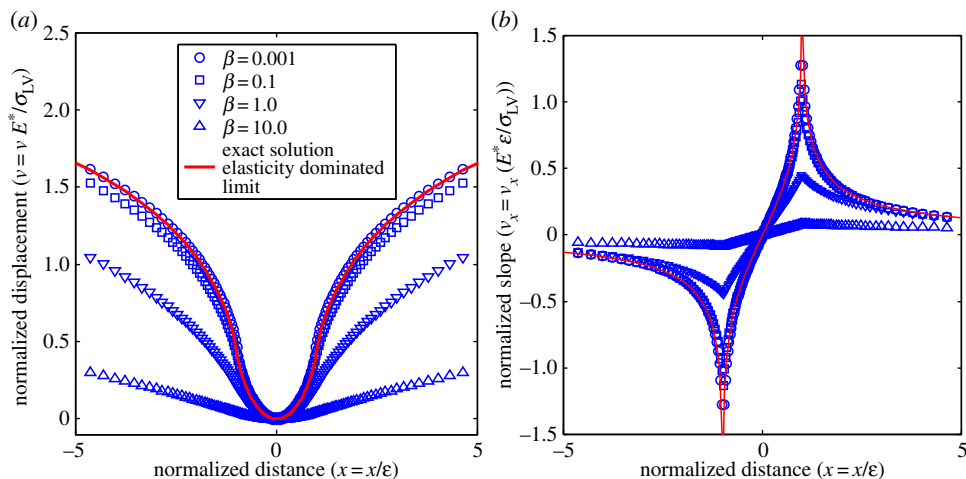 (a)
normalized displacement (v = v E*/σLV)
2.5
2.0
1.5
1.0
0.5
0
β = 0.001
β = 0.1
β = 1.0
β = 10.0
exact solution
elasticity dominated
limit
−5
0
5
normalized distance (x = x/ε)
(b)
normalized slope (vx = vx (E* ε/σLV))
1.5
1.0
0.5
0
−0.5
−1.0
−1.5
−5
0
5
normalized distance (x = x/ε)